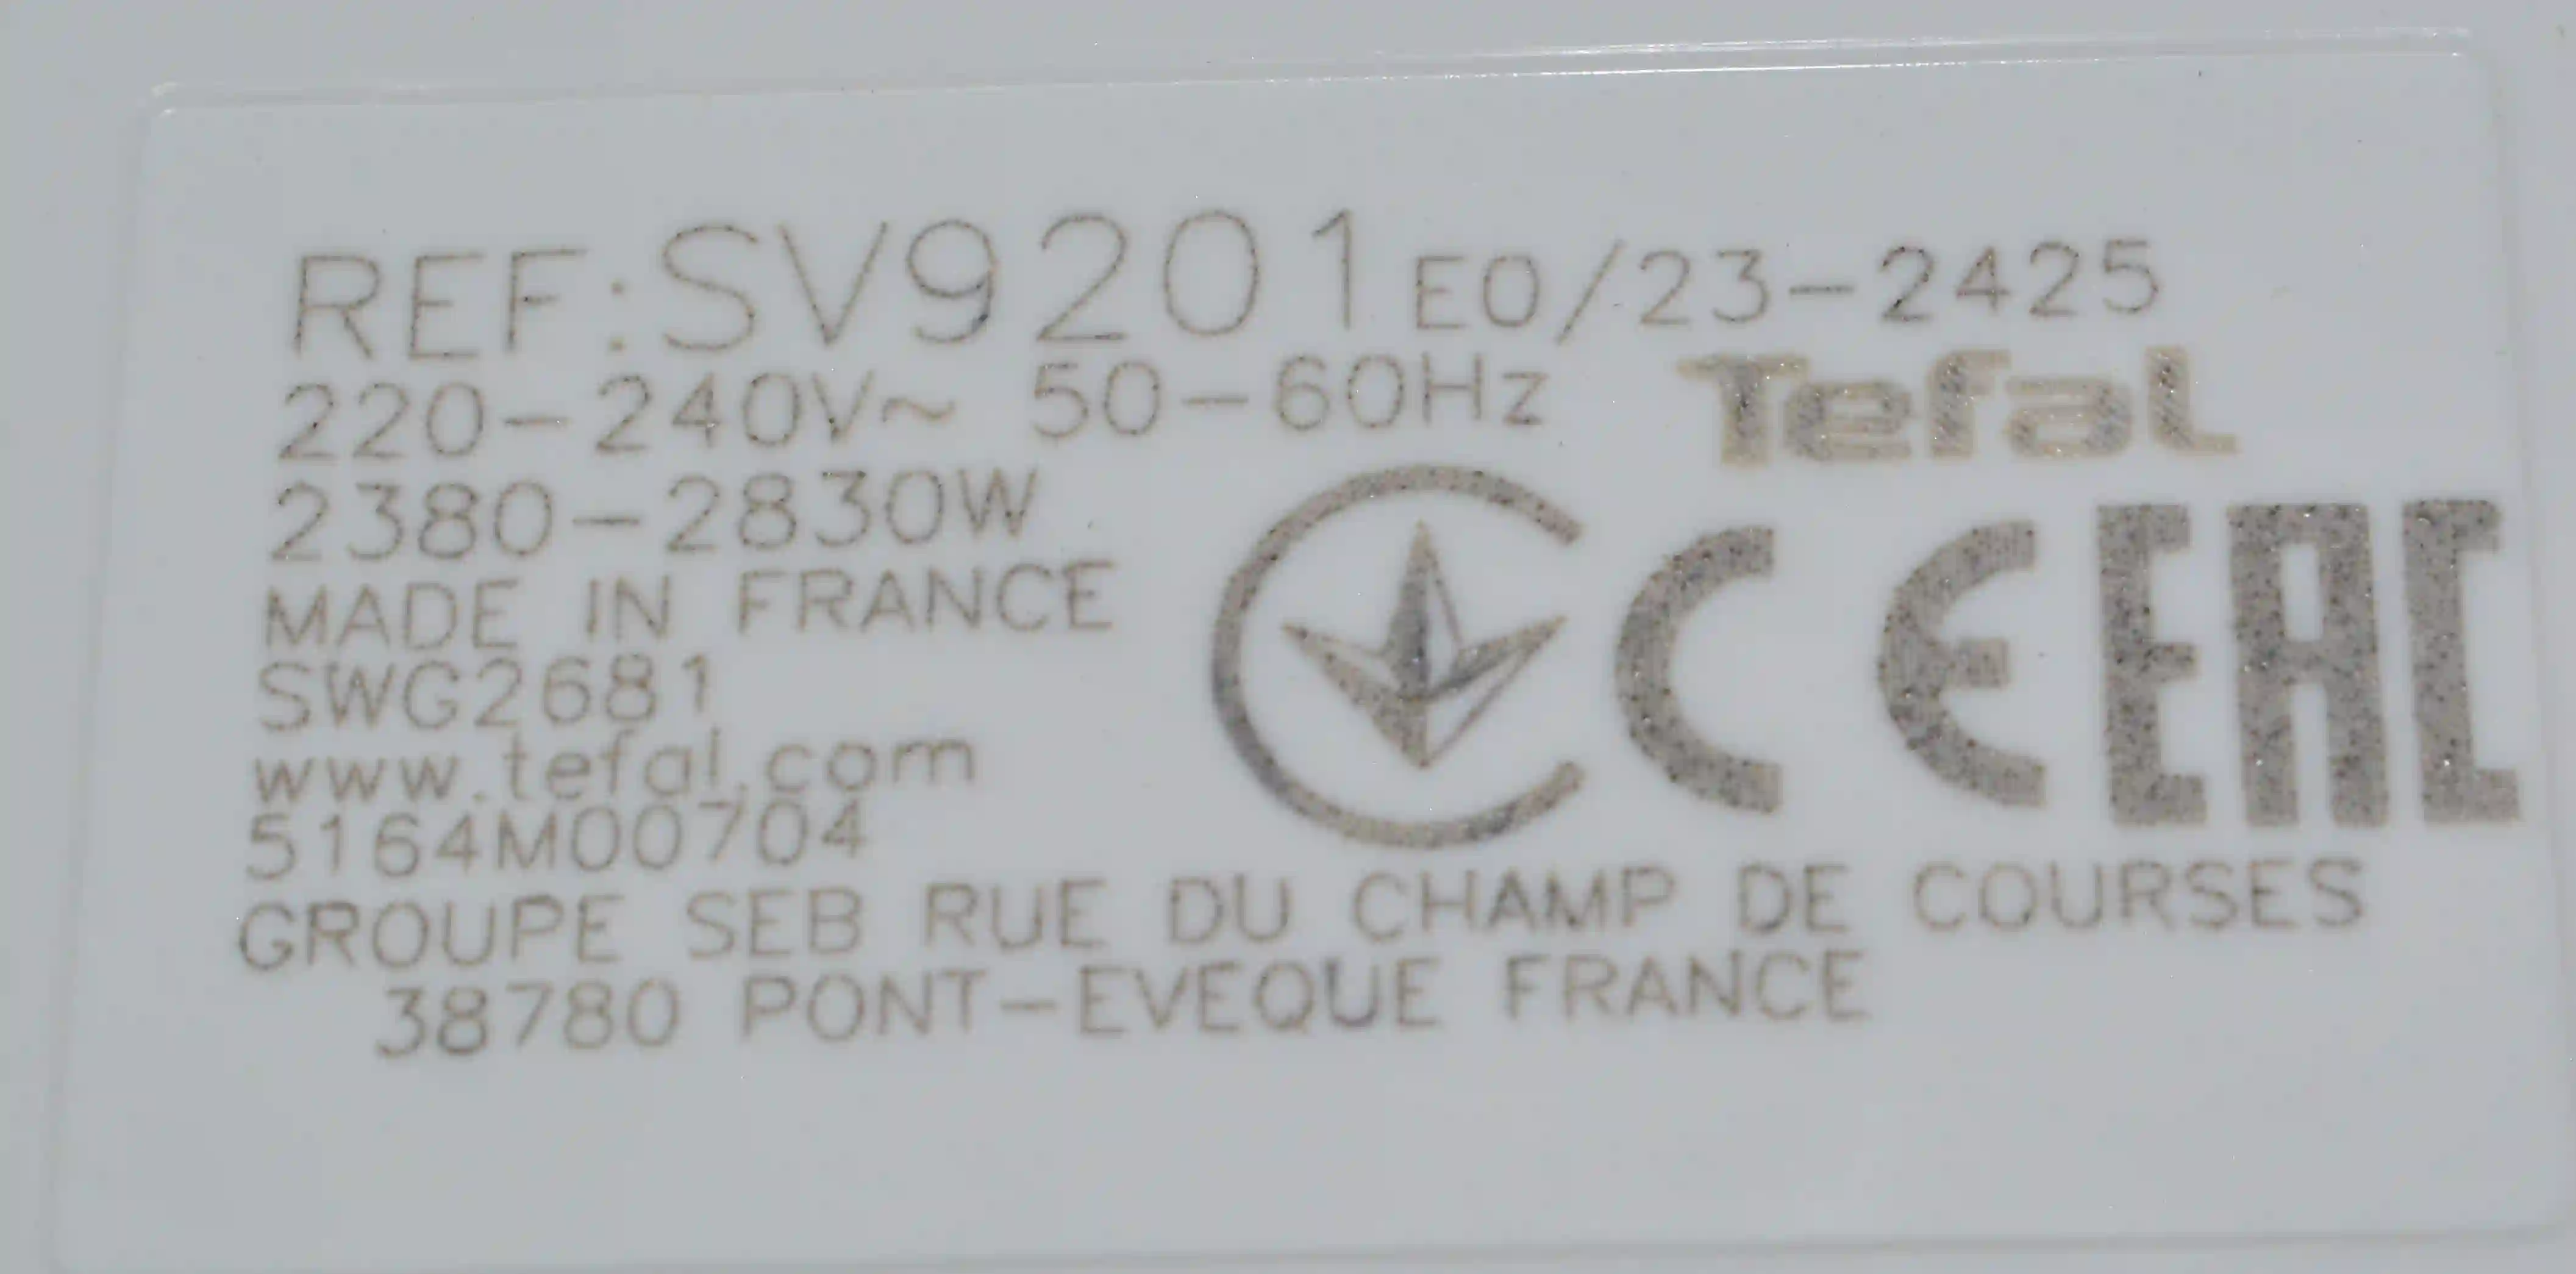 REF:SV9201 E0/23-2425
220-240V~ 50-60Hz
Tefal
2380-2830W
MADE IN FRANCE
CE EAC
SWG2681
www.tefal.com
5164M00704
GROUPE SEB RUE DU CHAMP DE COURSES
38780 PONT-EVEQUE FRANCE